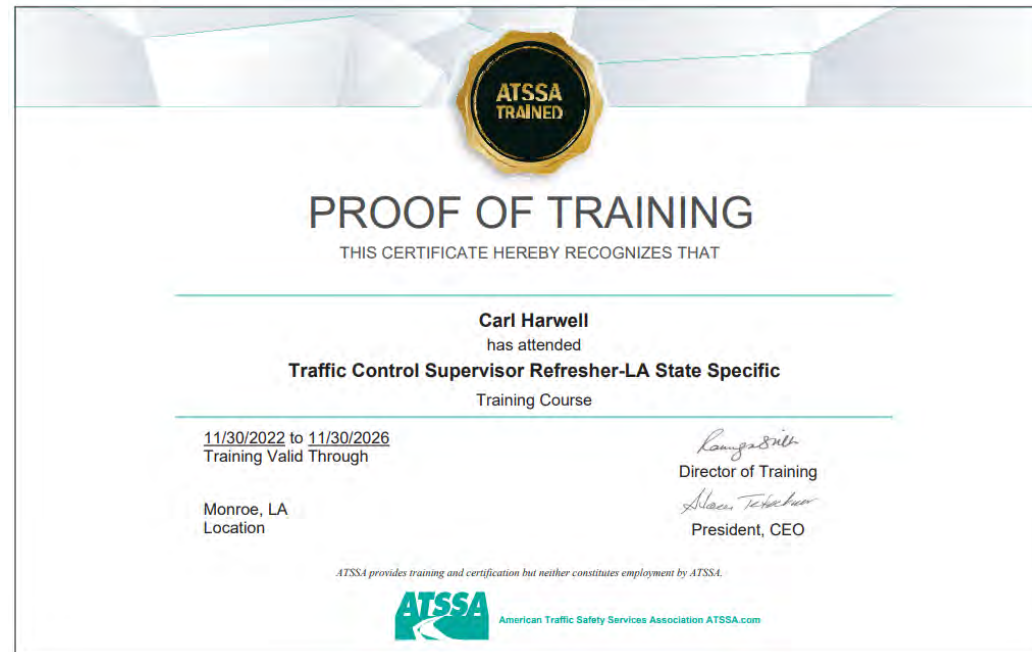 ATSSA
TRAINED
PROOF OF TRAINING
THIS CERTIFICATE HEREBY RECOGNIZES THAT
Carl Harwell
has attended
Traffic Control Supervisor Refresher-LA State Specific
Training Course
11/30/2022 to 11/30/2026
Training Valid Through
Director of Training
Monroe, LA
Location
President, CEO
ATSSA provides training and certification but neither constitutes employment by ATSSA.
ATSSA
American Traffic Safety Services Association ATSSA.com